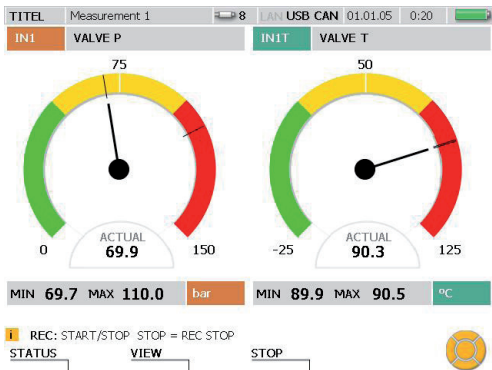 TITEL Measurement 1 8 LAN USB CAN 01.01.05 0:20
IN1 VALVE P IN1T VALVE T
75 50
ACTUAL ACTUAL
69.9 90.3
0 150 -25 125
MIN 69.7 MAX 110.0 bar MIN 89.9 MAX 90.5 °C
i REC: START/STOP STOP = REC STOP
STATUS VIEW STOP